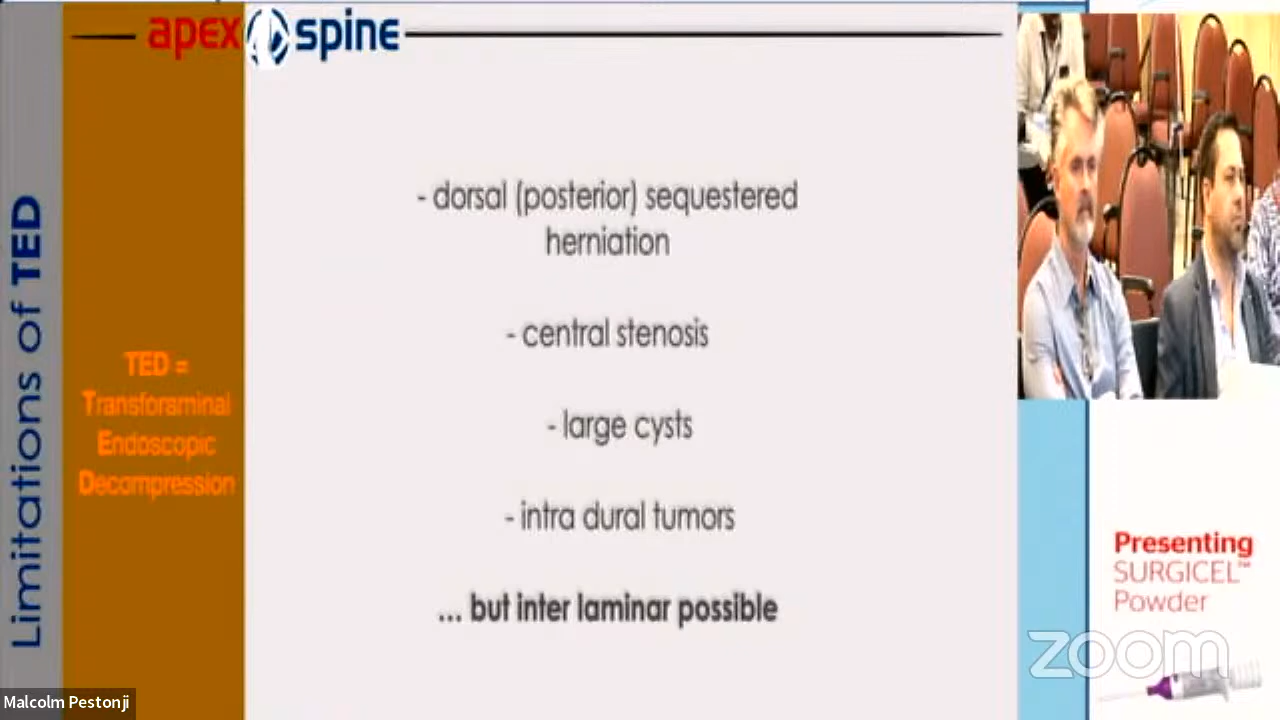 apex spine
Limitations of TED
TED =
Transforaminal
Endoscopic
Decompression
- dorsal (posterior) sequestered
herniation
- central stenosis
- large cysts
- intra dural tumors
... but inter laminar possible
Presenting
SURGICEL™
Powder
zoom
Malcolm Pestonji